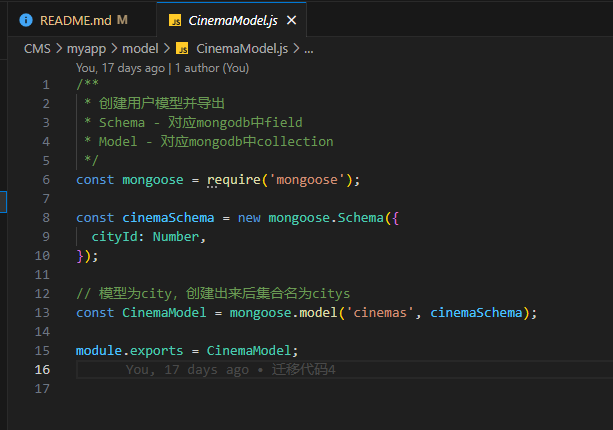 README.md M
JS CinemaModel.js ×
CMS > myapp > model > JS CinemaModel.js > ...
You, 17 days ago | 1 author (You)
1 /**
2  * 创建用户模型并导出
3  * Schema - 对应mongodb中field
4  * Model - 对应mongodb中collection
5  */
6 const mongoose = require('mongoose');
7
8 const cinemaSchema = new mongoose.Schema({
9   cityId: Number,
10 });
11
12 // 模型为city, 创建出来后集合名为citys
13 const CinemaModel = mongoose.model('cinemas', cinemaSchema);
14
15 module.exports = CinemaModel;
16 You, 17 days ago • 迁移代码4
17